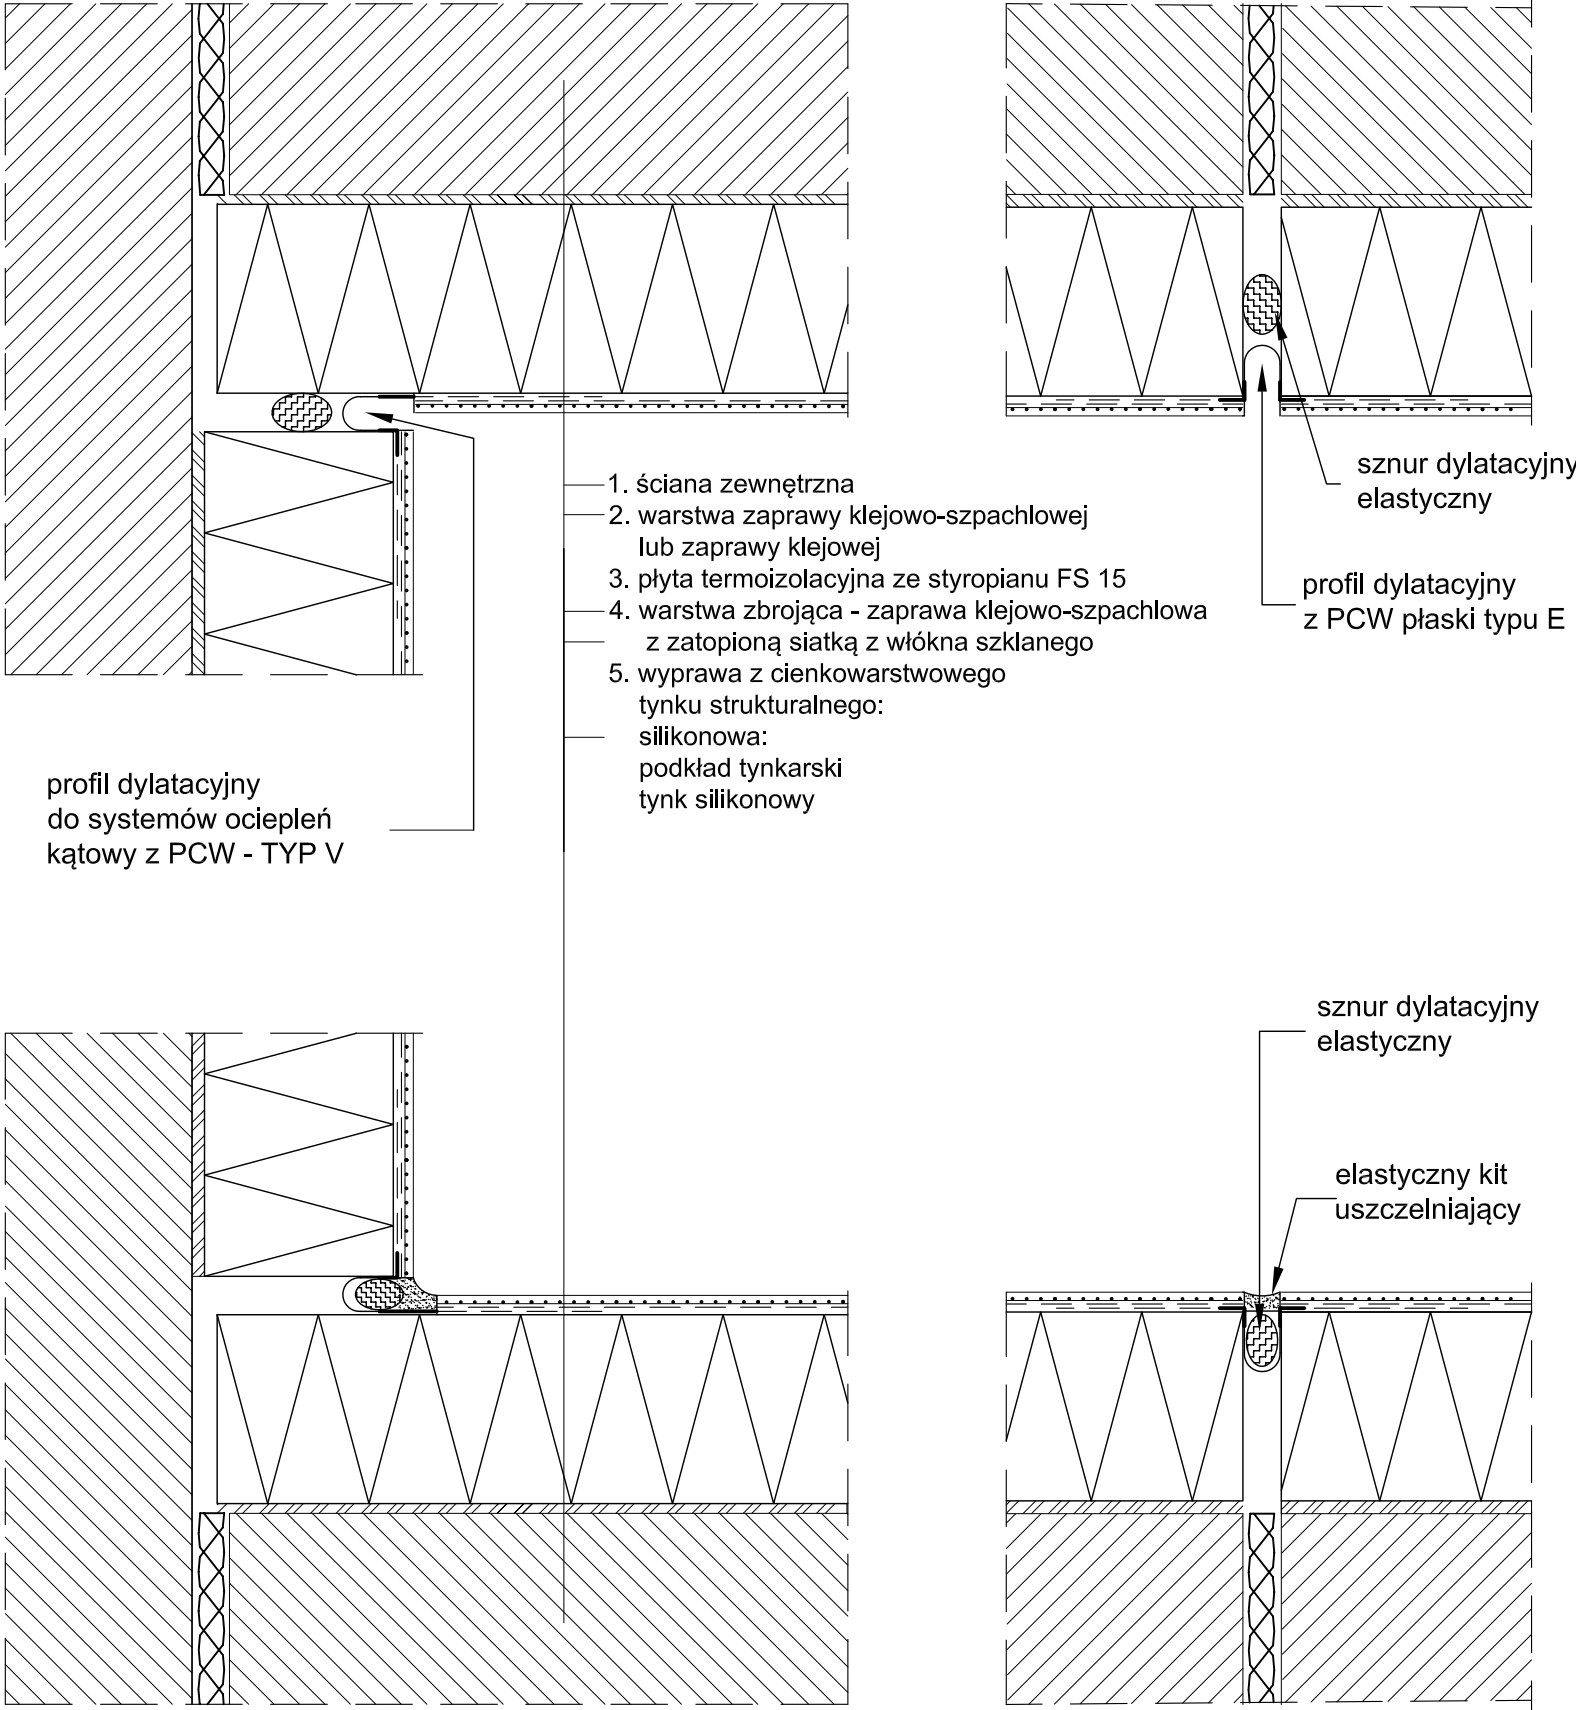 sznur dylatacyjny
elastyczny
1. ściana zewnętrzna
2. warstwa zaprawy klejowo-szpachlowej
lub zaprawy klejowej
3. płyta termoizolacyjna ze styropianu FS 15
4. warstwa zbrojąca - zaprawa klejowo-szpachlowa
z zatopioną siatką z włókna szklanego
5. wyprawa z cienkowarstwowego
tynku strukturalnego:
silikonowa:
podkład tynkarski
tynk silikonowy
profil dylatacyjny
z PCW płaski typu E
profil dylatacyjny
do systemów ociepleń
kątowy z PCW - TYP V
sznur dylatacyjny
elastyczny
elastyczny kit
uszczelniający